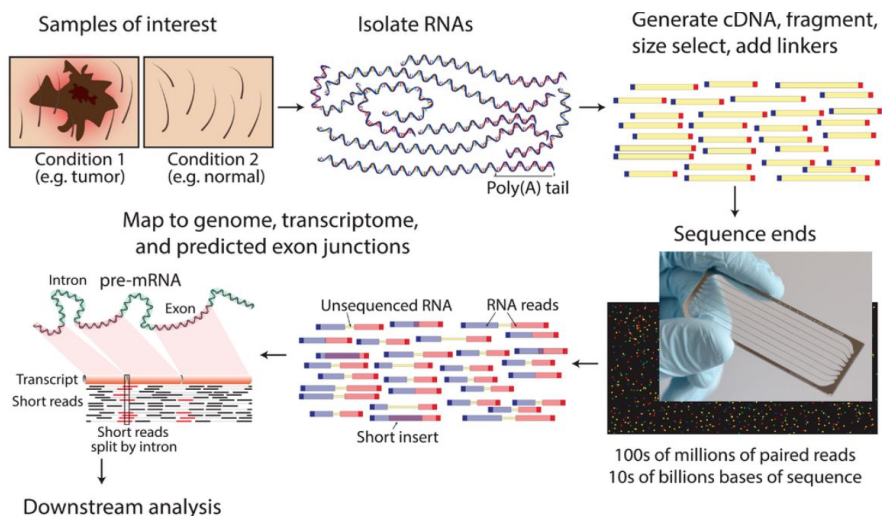 Samples of interest
Condition 1
(e.g. tumor)
Condition 2
(e.g. normal)
Isolate RNAs
Poly(A) tail
Generate cDNA, fragment,
size select, add linkers
Sequence ends
100s of millions of paired reads
10s of billions bases of sequence
Unsequenced RNA
RNA reads
Short insert
Map to genome, transcriptome,
and predicted exon junctions
Intron
pre-mRNA
Exon
Transcript
Short reads
Short reads
split by intron
Downstream analysis